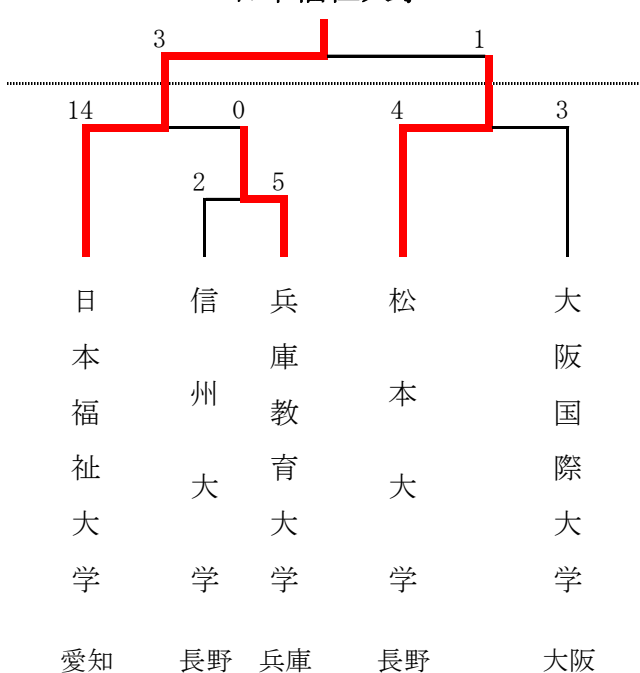 3 1
14 0 4 3
2 5
日本福祉大学
信州大学
兵庫教育大学
松本大学
大阪国際大学
愛知 長野 兵庫 長野 大阪